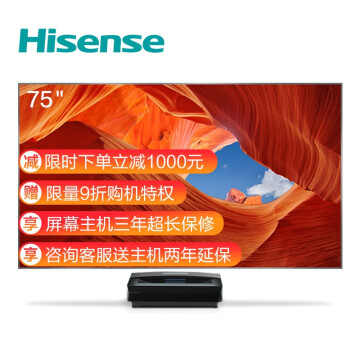 Hisense
75"
减 限时下单立减1000元
赠 限量9折购机特权
享 屏幕主机三年超长保修
享 咨询客服送主机两年延保